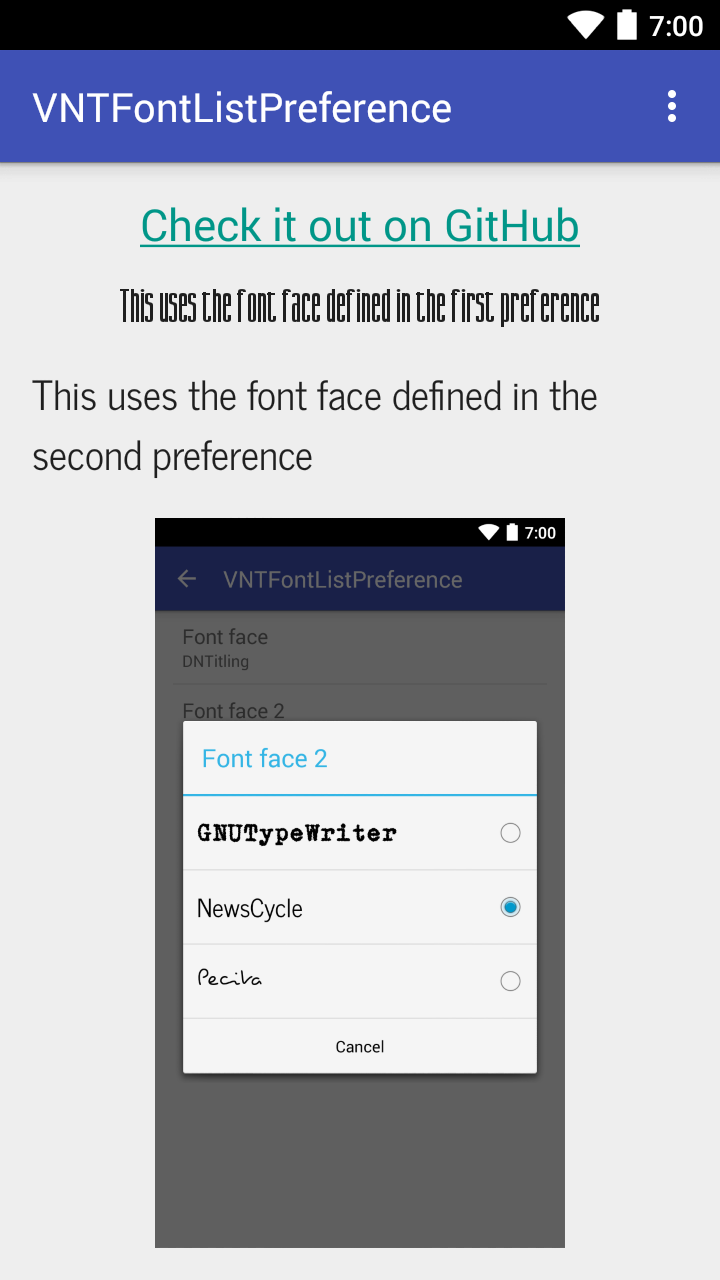 7:00
VNTFontListPreference
Check it out on GitHub
This uses the font face defined in the first preference
This uses the font face defined in the
second preference
7:00
VNTFontListPreference
Font face
DNTitling
Font face 2
Font face 2
GNUTypeWriter
NewsCycle
Pecita
Cancel